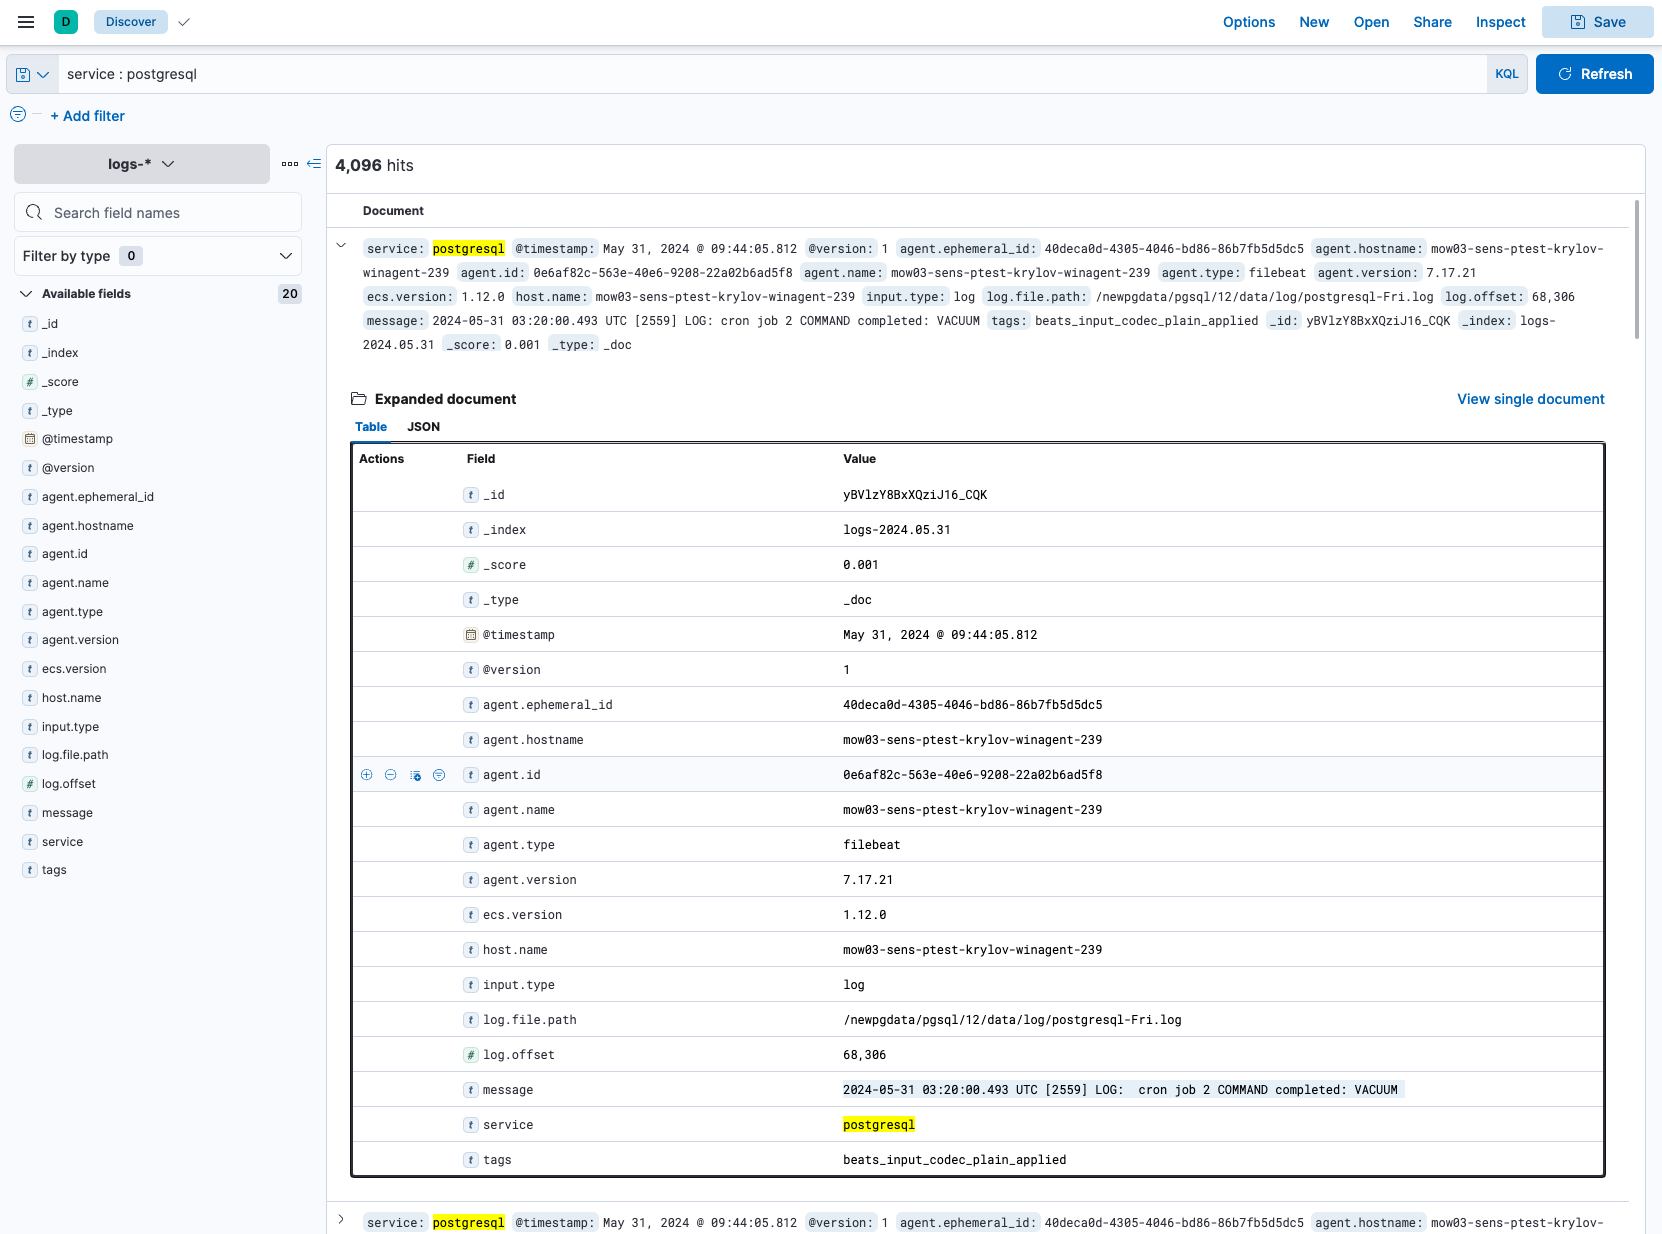 D Discover Options New Open Share Inspect Save
service : postgresql KQL Refresh
+ Add filter
logs-*
Search field names
Filter by type 0
Available fields 20
t _id
t _index
# _score
t _type
@timestamp
t @version
t agent.ephemeral_id
t agent.hostname
t agent.id
t agent.name
t agent.type
t agent.version
t ecs.version
t host.name
t input.type
t log.file.path
# log.offset
t message
t service
t tags
4,096 hits
Document
service: postgresql @timestamp: May 31, 2024 @ 09:44:05.812 @version: 1 agent.ephemeral_id: 40deca0d-4305-4046-bd86-86b7fb5d5dc5 agent.hostname: mow03-sens-ptest-krylov-
winagent-239 agent.id: 0e6af82c-563e-40e6-9208-22a02b6ad5f8 agent.name: mow03-sens-ptest-krylov-winagent-239 agent.type: filebeat agent.version: 7.17.21
ecs.version: 1.12.0 host.name: mow03-sens-ptest-krylov-winagent-239 input.type: log log.file.path: /newpgdata/pgsql/12/data/log/postgresql-Fri.log log.offset: 68,306
message: 2024-05-31 03:20:00.493 UTC [2559] LOG: cron job 2 COMMAND completed: VACUUM tags: beats_input_codec_plain_applied _id: yBVlzY8BxXQziJ16_CQK _index: logs-
2024.05.31 _score: 0.001 _type: _doc
Expanded document View single document
Table JSON
Actions Field Value
t _id yBVlzY8BxXQziJ16_CQK
t _index logs-2024.05.31
# _score 0.001
t _type _doc
@timestamp May 31, 2024 @ 09:44:05.812
t @version 1
t agent.ephemeral_id 40deca0d-4305-4046-bd86-86b7fb5d5dc5
t agent.hostname mow03-sens-ptest-krylov-winagent-239
t agent.id 0e6af82c-563e-40e6-9208-22a02b6ad5f8
t agent.name mow03-sens-ptest-krylov-winagent-239
t agent.type filebeat
t agent.version 7.17.21
t ecs.version 1.12.0
t host.name mow03-sens-ptest-krylov-winagent-239
t input.type log
t log.file.path /newpgdata/pgsql/12/data/log/postgresql-Fri.log
# log.offset 68,306
t message 2024-05-31 03:20:00.493 UTC [2559] LOG:  cron job 2 COMMAND completed: VACUUM
t service postgresql
t tags beats_input_codec_plain_applied
service: postgresql @timestamp: May 31, 2024 @ 09:44:05.812 @version: 1 agent.ephemeral_id: 40deca0d-4305-4046-bd86-86b7fb5d5dc5 agent.hostname: mow03-sens-ptest-krylov-